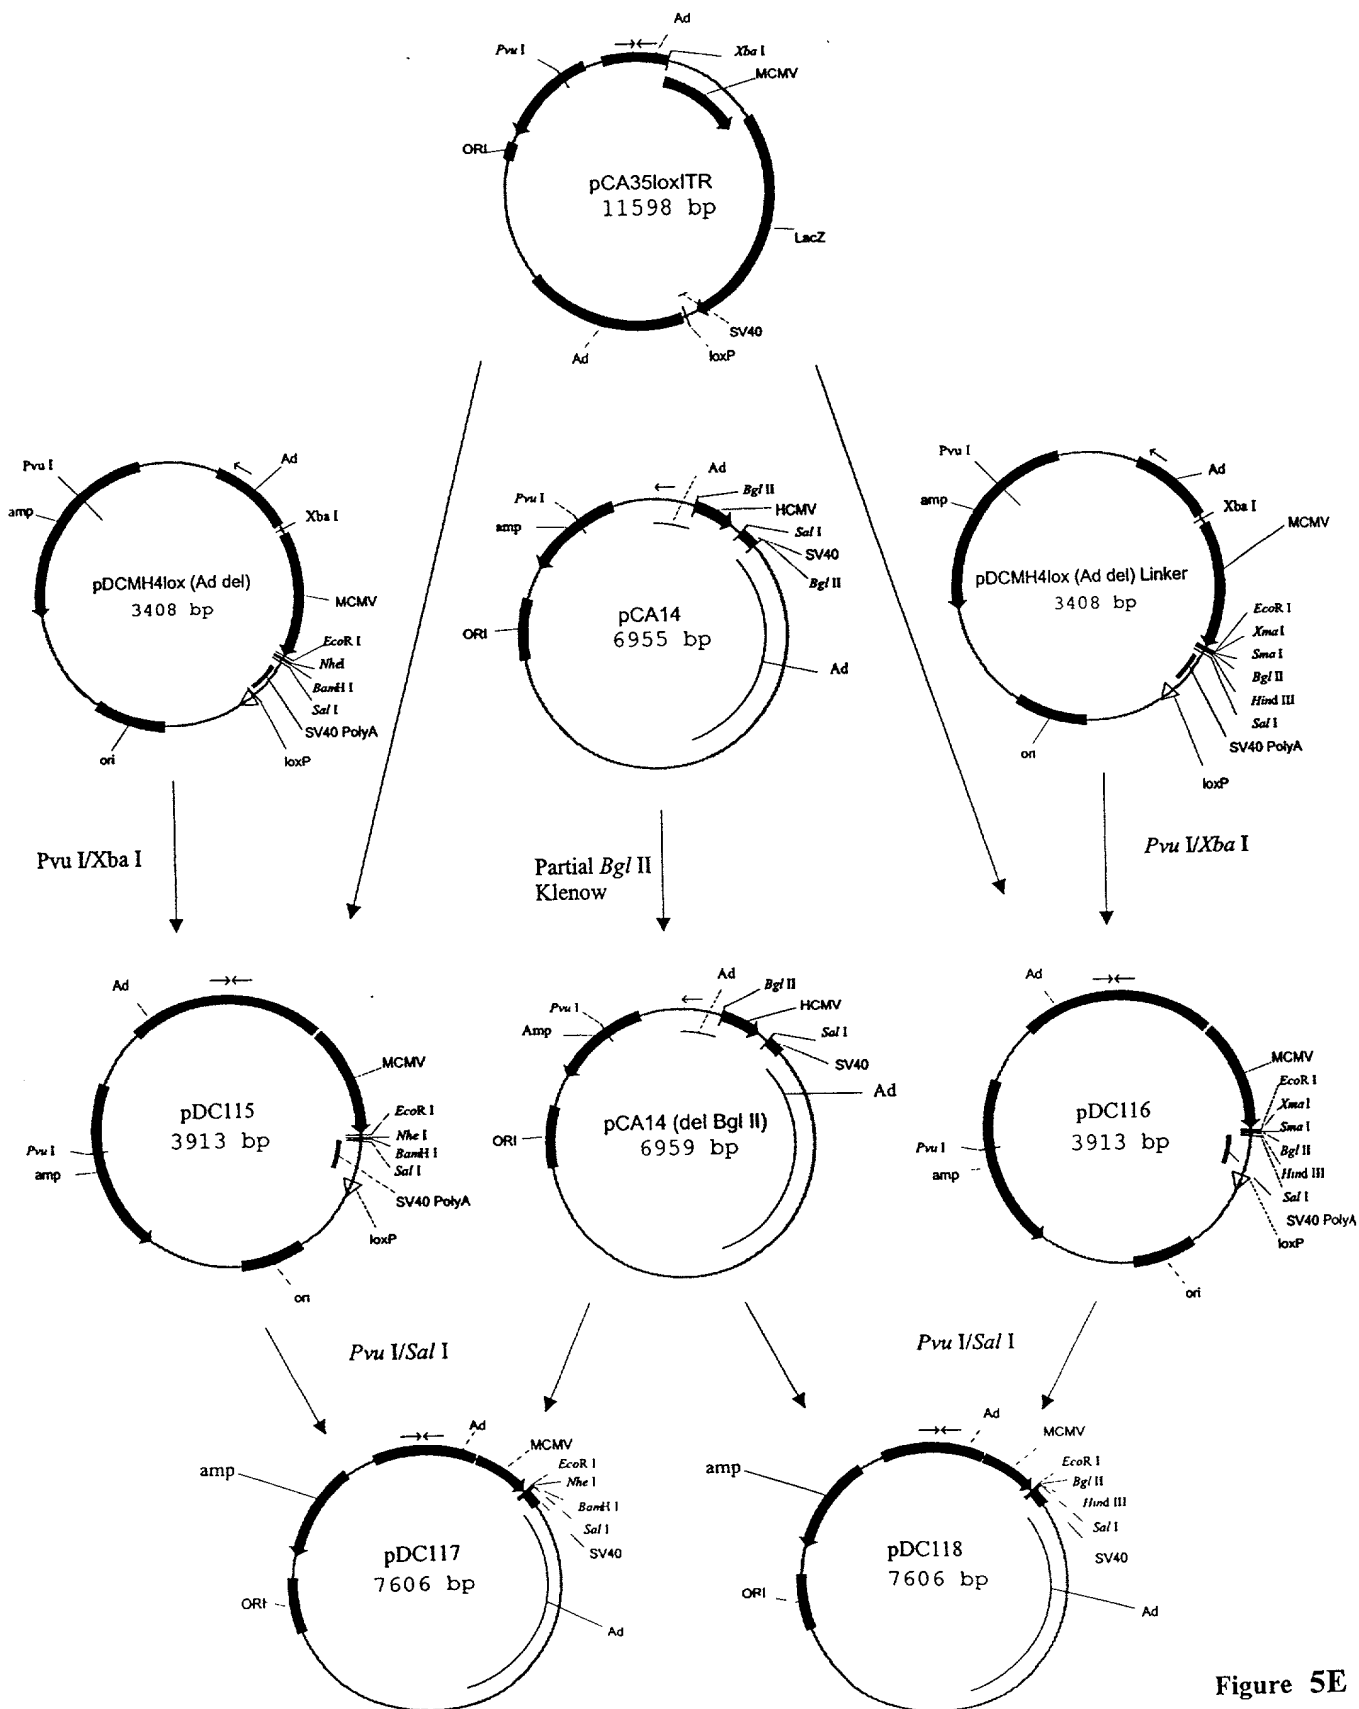 Ad
Pvu I
Xba I
MCMV
ORI
pCA35loxITR
11598 bp
LacZ
SV40
loxP
Ad
Pvu I
Ad
amp
Xba I
pDCMH4lox (Ad del)
3408 bp
MCMV
EcoR I
NheI
BamH I
Sal I
SV40 PolyA
loxP
ori
Ad
Bgl II
Pvu I
HCMV
amp
Sal I
SV40
Bgl II
pCA14
6955 bp
ORI
Ad
Pvu I
Ad
amp
Xba I
MCMV
pDCMH4lox (Ad del) Linker
3408 bp
EcoR I
Xma I
Sma I
Bgl II
Hind III
Sal I
SV40 PolyA
loxP
ori
Pvu I/Xba I
Partial Bgl II
Klenow
Pvu I/Xba I
Ad
MCMV
pDC115
3913 bp
EcoR I
Nhe I
BamH I
Sal I
Pvu I
amp
SV40 PolyA
loxP
ori
Ad
Bgl II
Pvu I
HCMV
Amp
Sal I
SV40
Ad
pCA14 (del Bgl II)
6959 bp
ORI
Ad
MCMV
EcoR I
Xma I
pDC116
3913 bp
Sma I
Bgl II
Pvu I
amp
Hind III
Sal I
SV40 PolyA
loxP
ori
Pvu I/Sal I
Pvu I/Sal I
Ad
MCMV
amp
EcoR I
Nhe I
BamH I
Sal I
SV40
pDC117
7606 bp
ORI
Ad
Ad
MCMV
amp
EcoR I
Bgl II
Hind III
Sal I
SV40
pDC118
7606 bp
ORI
Ad
Figure 5E